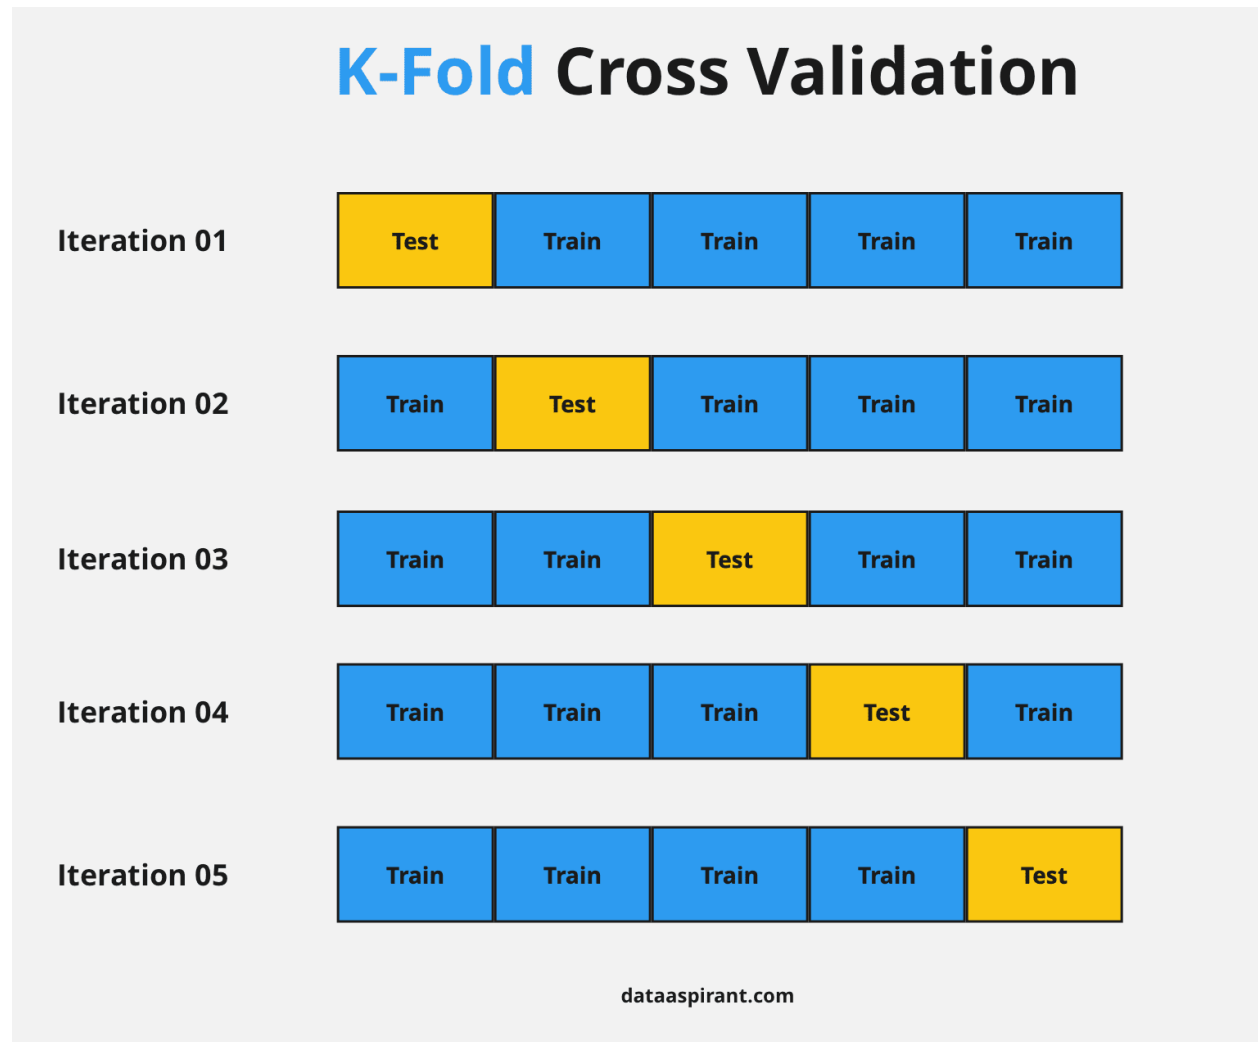 K-Fold Cross Validation
Iteration 01 Test Train Train Train Train
Iteration 02 Train Test Train Train Train
Iteration 03 Train Train Test Train Train
Iteration 04 Train Train Train Test Train
Iteration 05 Train Train Train Train Test
dataaspirant.com